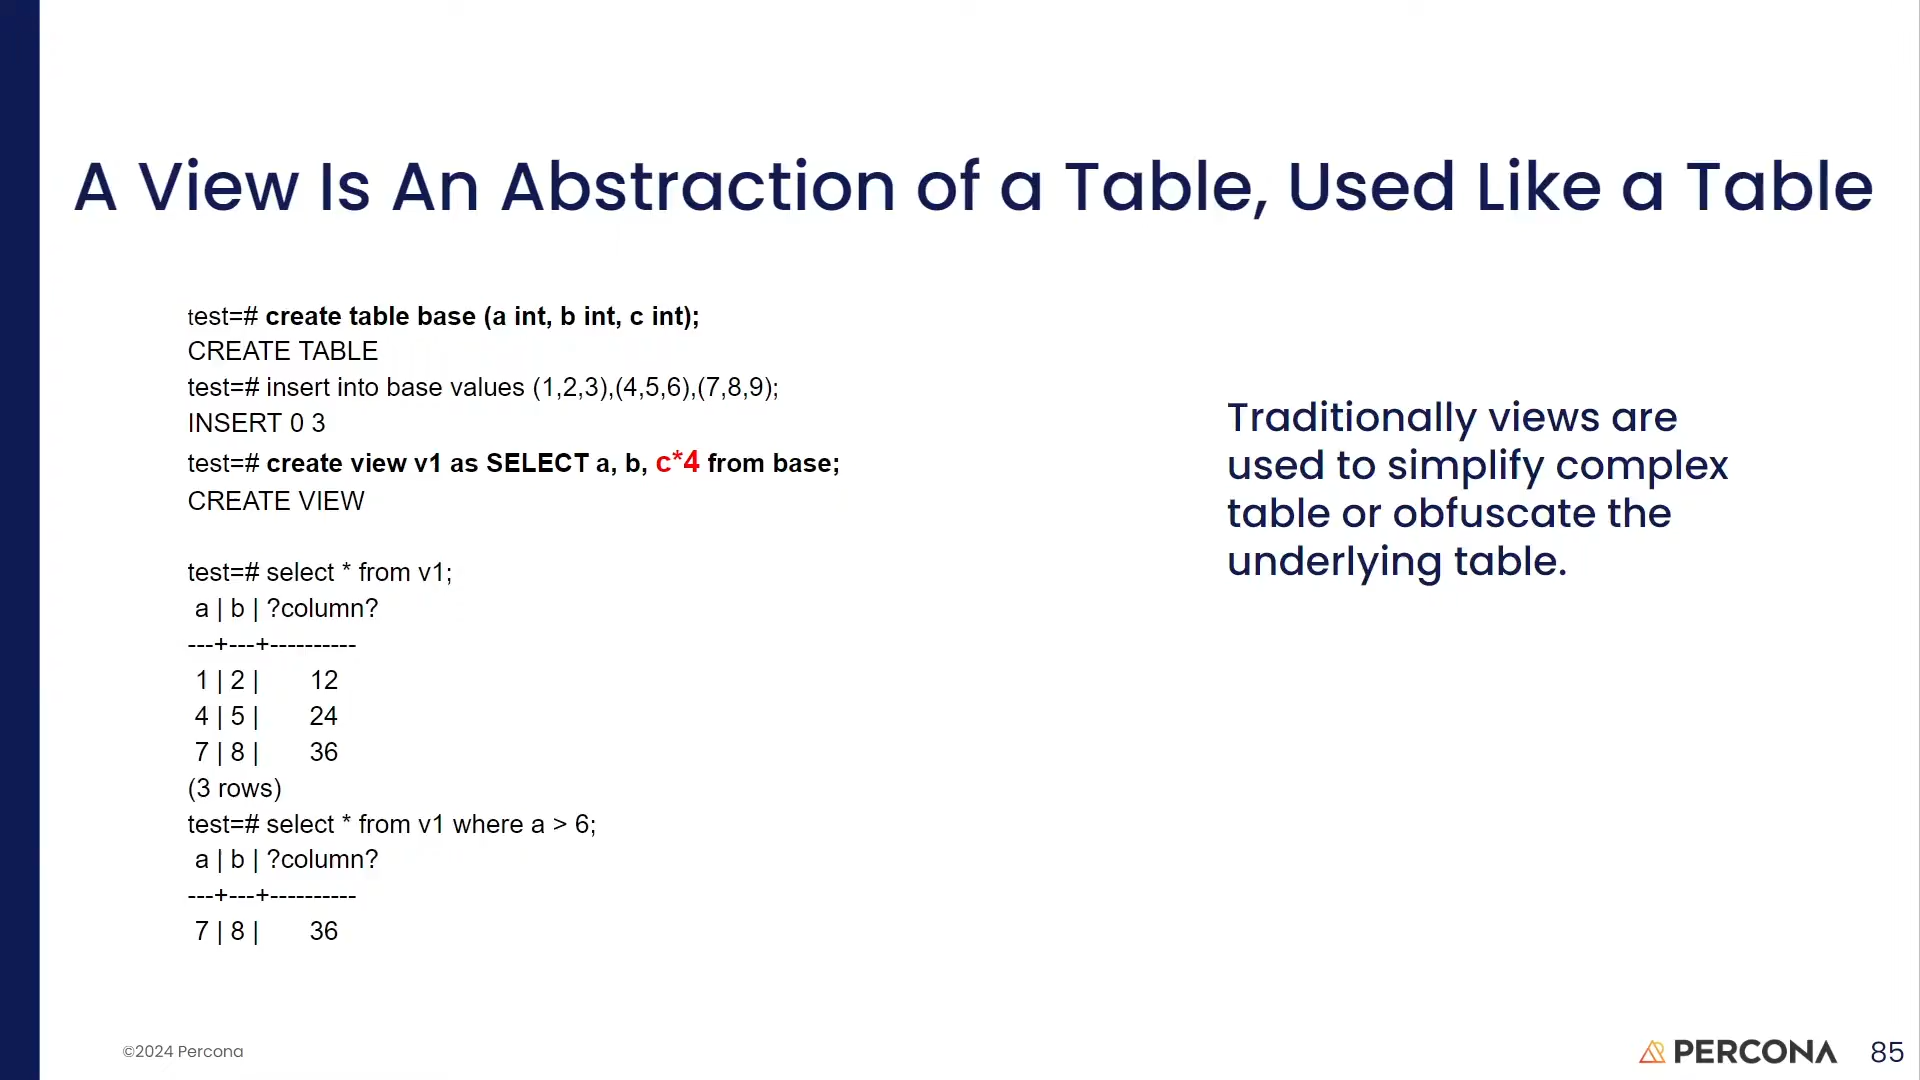 A View Is An Abstraction of a Table, Used Like a Table
test=# create table base (a int, b int, c int);
CREATE TABLE
test=# insert into base values (1,2,3),(4,5,6),(7,8,9);
INSERT 0 3
test=# create view v1 as SELECT a, b, c*4 from base;
CREATE VIEW
test=# select * from v1;
a | b | ?column?
---+---+----------
1 | 2 | 12
4 | 5 | 24
7 | 8 | 36
(3 rows)
test=# select * from v1 where a > 6;
a | b | ?column?
---+---+----------
7 | 8 | 36
Traditionally views are
used to simplify complex
table or obfuscate the
underlying table.
©2024 Percona
PERCONA
85